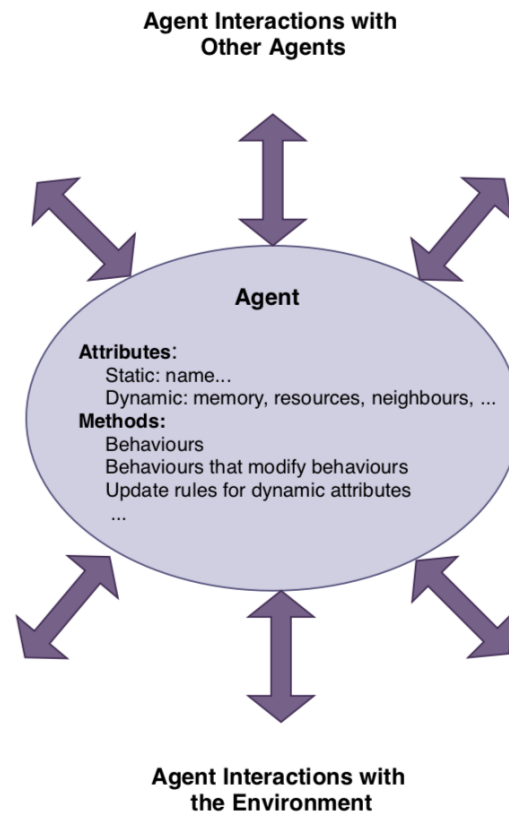 Agent Interactions with
Other Agents
Agent
Attributes:
Static: name...
Dynamic: memory, resources, neighbours, ...
Methods:
Behaviours
Behaviours that modify behaviours
Update rules for dynamic attributes
...
Agent Interactions with
the Environment